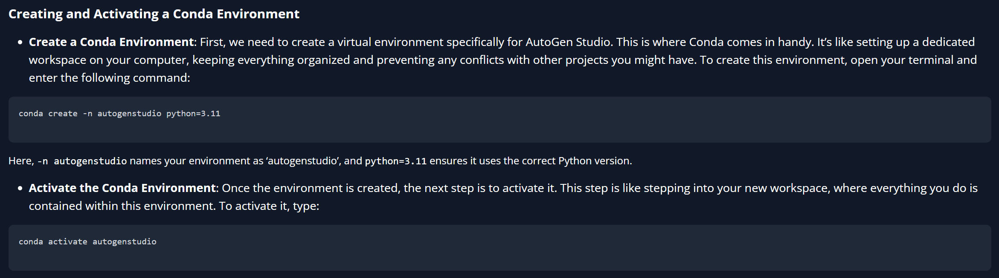 Creating and Activating a Conda Environment
• Create a Conda Environment: First, we need to create a virtual environment specifically for AutoGen Studio. This is where Conda comes in handy. It’s like setting up a dedicated
workspace on your computer, keeping everything organized and preventing any conflicts with other projects you might have. To create this environment, open your terminal and
enter the following command:
conda create -n autogenstudio python=3.11
Here, -n autogenstudio names your environment as ‘autogenstudio’, and python=3.11 ensures it uses the correct Python version.
• Activate the Conda Environment: Once the environment is created, the next step is to activate it. This step is like stepping into your new workspace, where everything you do is
contained within this environment. To activate it, type:
conda activate autogenstudio